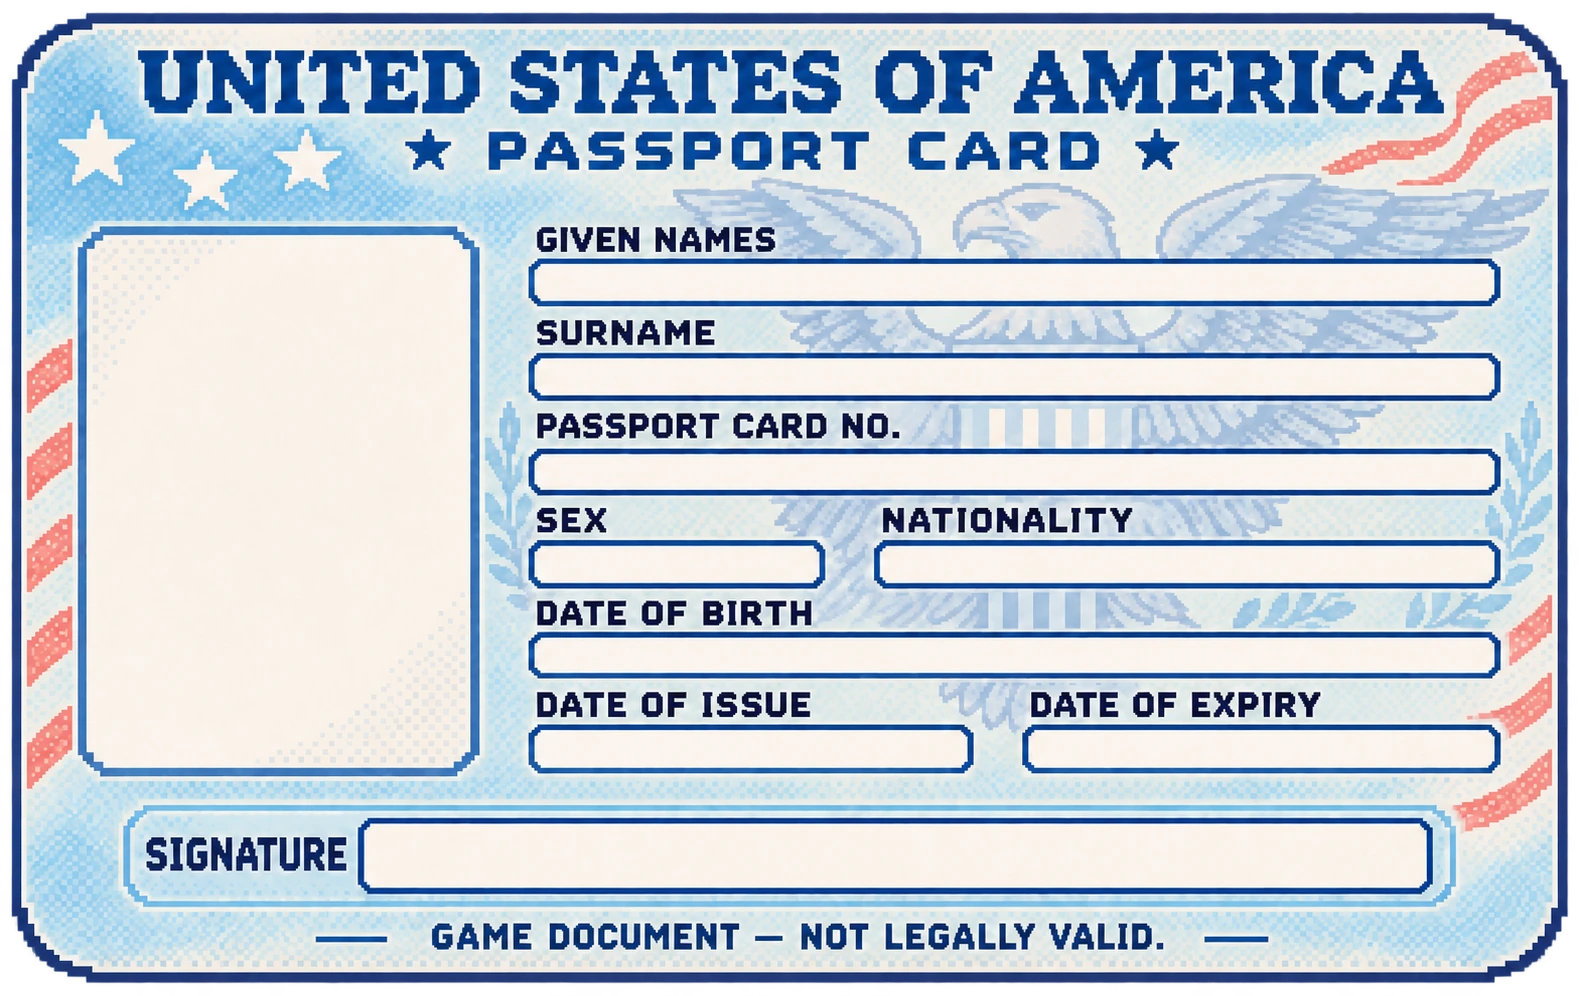 UNITED STATES OF AMERICA
★ PASSPORT CARD ★
GIVEN NAMES
SURNAME
PASSPORT CARD NO.
SEX NATIONALITY
DATE OF BIRTH
DATE OF ISSUE DATE OF EXPIRY
SIGNATURE
— GAME DOCUMENT — NOT LEGALLY VALID. —